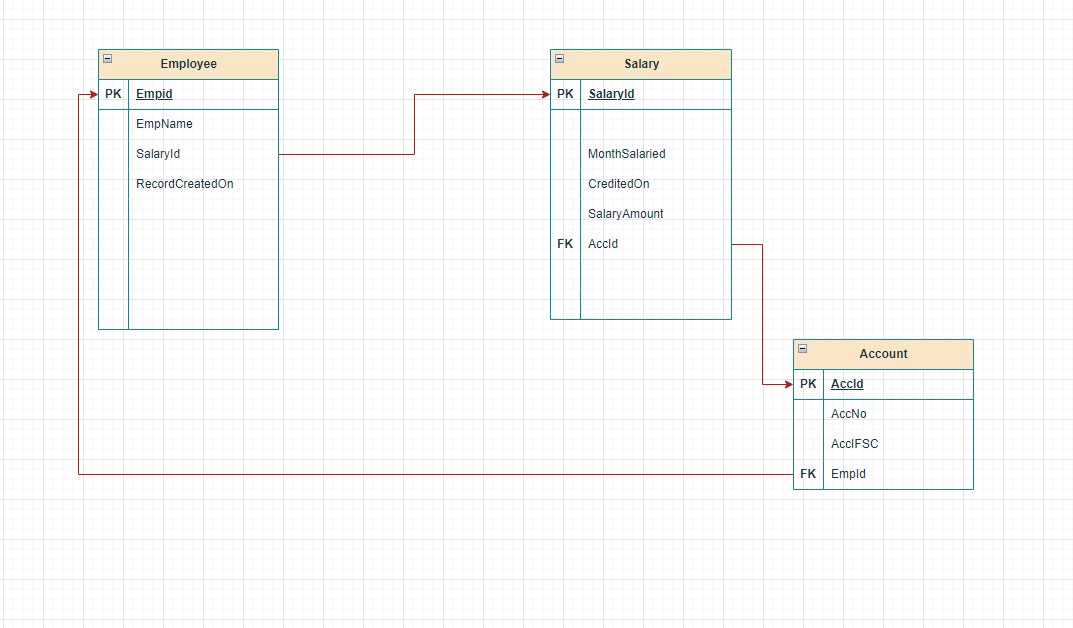 Employee
PK Empid
EmpName
SalaryId
RecordCreatedOn
Salary
PK SalaryId
MonthSalaried
CreditedOn
SalaryAmount
FK AccId
Account
PK AccId
AccNo
AccIFSC
FK EmpId